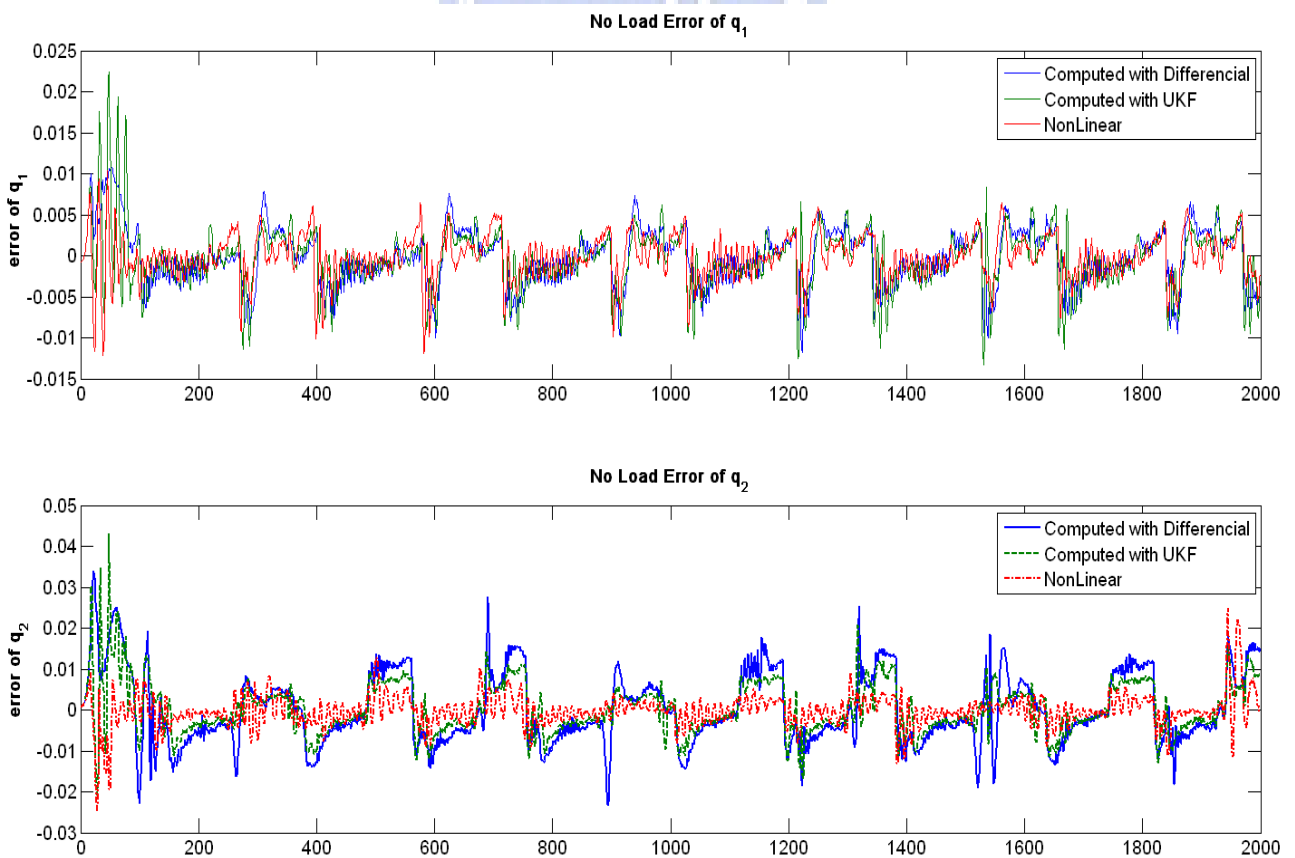 No Load Error of q1
error of q1
0.025
0.02
0.015
0.01
0.005
0
-0.005
-0.01
-0.015
Computed with Differencial
Computed with UKF
NonLinear
0 200 400 600 800 1000 1200 1400 1600 1800 2000
No Load Error of q2
error of q2
0.05
0.04
0.03
0.02
0.01
0
-0.01
-0.02
-0.03
Computed with Differencial
Computed with UKF
NonLinear
0 200 400 600 800 1000 1200 1400 1600 1800 2000